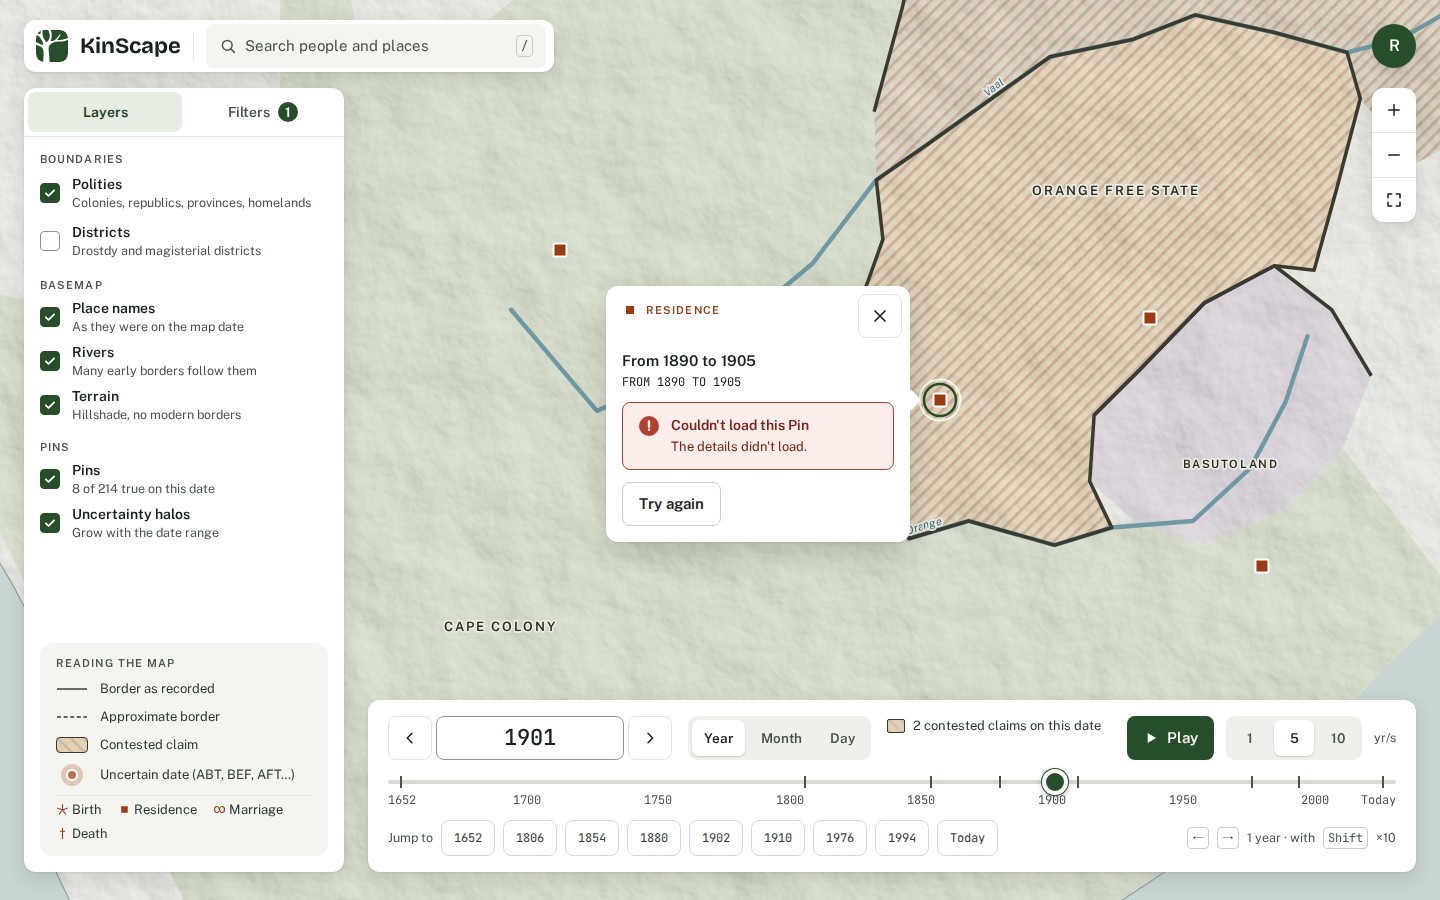 KinScape
Search people and places
/
R
Layers
Filters 1
BOUNDARIES
Polities
Colonies, republics, provinces, homelands
Districts
Drostdy and magisterial districts
BASEMAP
Place names
As they were on the map date
Rivers
Many early borders follow them
Terrain
Hillshade, no modern borders
PINS
Pins
8 of 214 true on this date
Uncertainty halos
Grow with the date range
READING THE MAP
Border as recorded
Approximate border
Contested claim
Uncertain date (ABT, BEF, AFT…)
Birth
Residence
Marriage
Death
Vaal
ORANGE FREE STATE
BASUTOLAND
Orange
CAPE COLONY
RESIDENCE
From 1890 to 1905
FROM 1890 TO 1905
Couldn't load this Pin
The details didn't load.
Try again
1901
Year
Month
Day
2 contested claims on this date
Play
1
5
10
yr/s
1652
1700
1750
1800
1850
1900
1950
2000
Today
Jump to
1652
1806
1854
1880
1902
1910
1976
1994
Today
← → 1 year · with Shift ×10